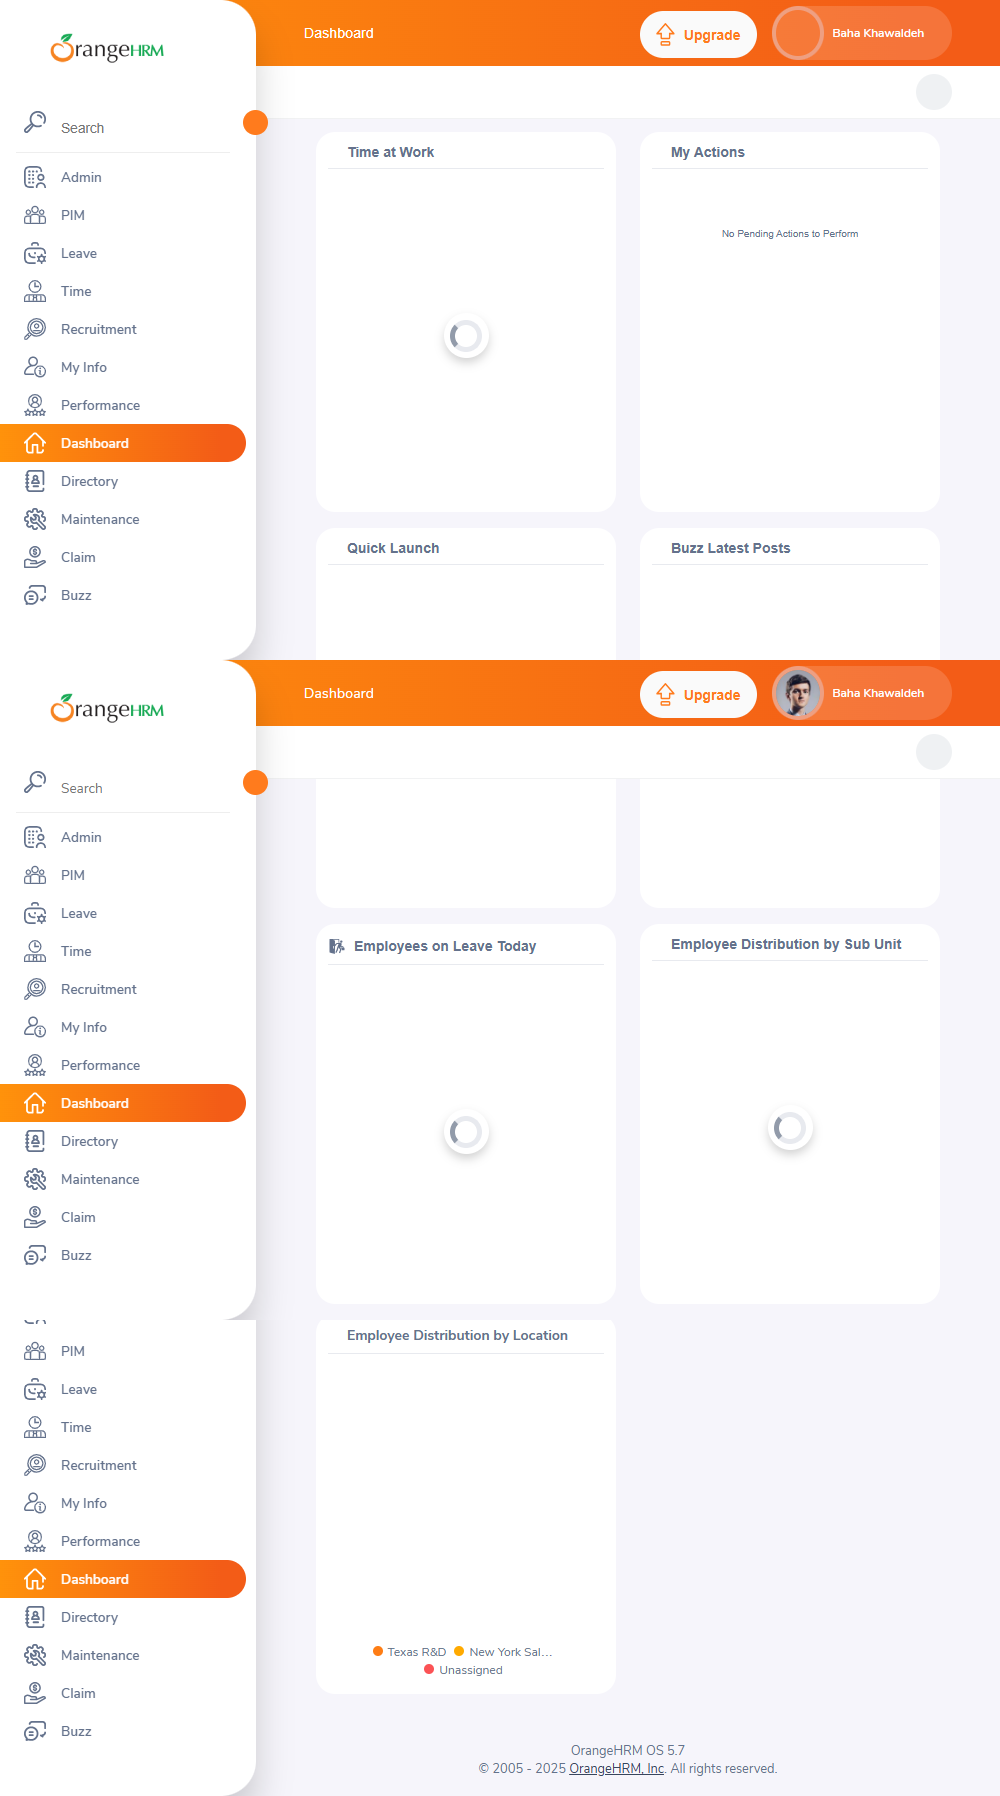 OrangeHRM
Dashboard
Upgrade
Baha Khawaldeh
Search
Admin
PIM
Leave
Time
Recruitment
My Info
Performance
Dashboard
Directory
Maintenance
Claim
Buzz
Time at Work
My Actions
No Pending Actions to Perform
Quick Launch
Buzz Latest Posts
OrangeHRM
Dashboard
Upgrade
Baha Khawaldeh
Search
Admin
PIM
Leave
Time
Recruitment
My Info
Performance
Dashboard
Directory
Maintenance
Claim
Buzz
Employees on Leave Today
Employee Distribution by Sub Unit
PIM
Leave
Time
Recruitment
My Info
Performance
Dashboard
Directory
Maintenance
Claim
Buzz
Employee Distribution by Location
Texas R&D New York Sal...
Unassigned
OrangeHRM OS 5.7
© 2005 - 2025 OrangeHRM, Inc. All rights reserved.